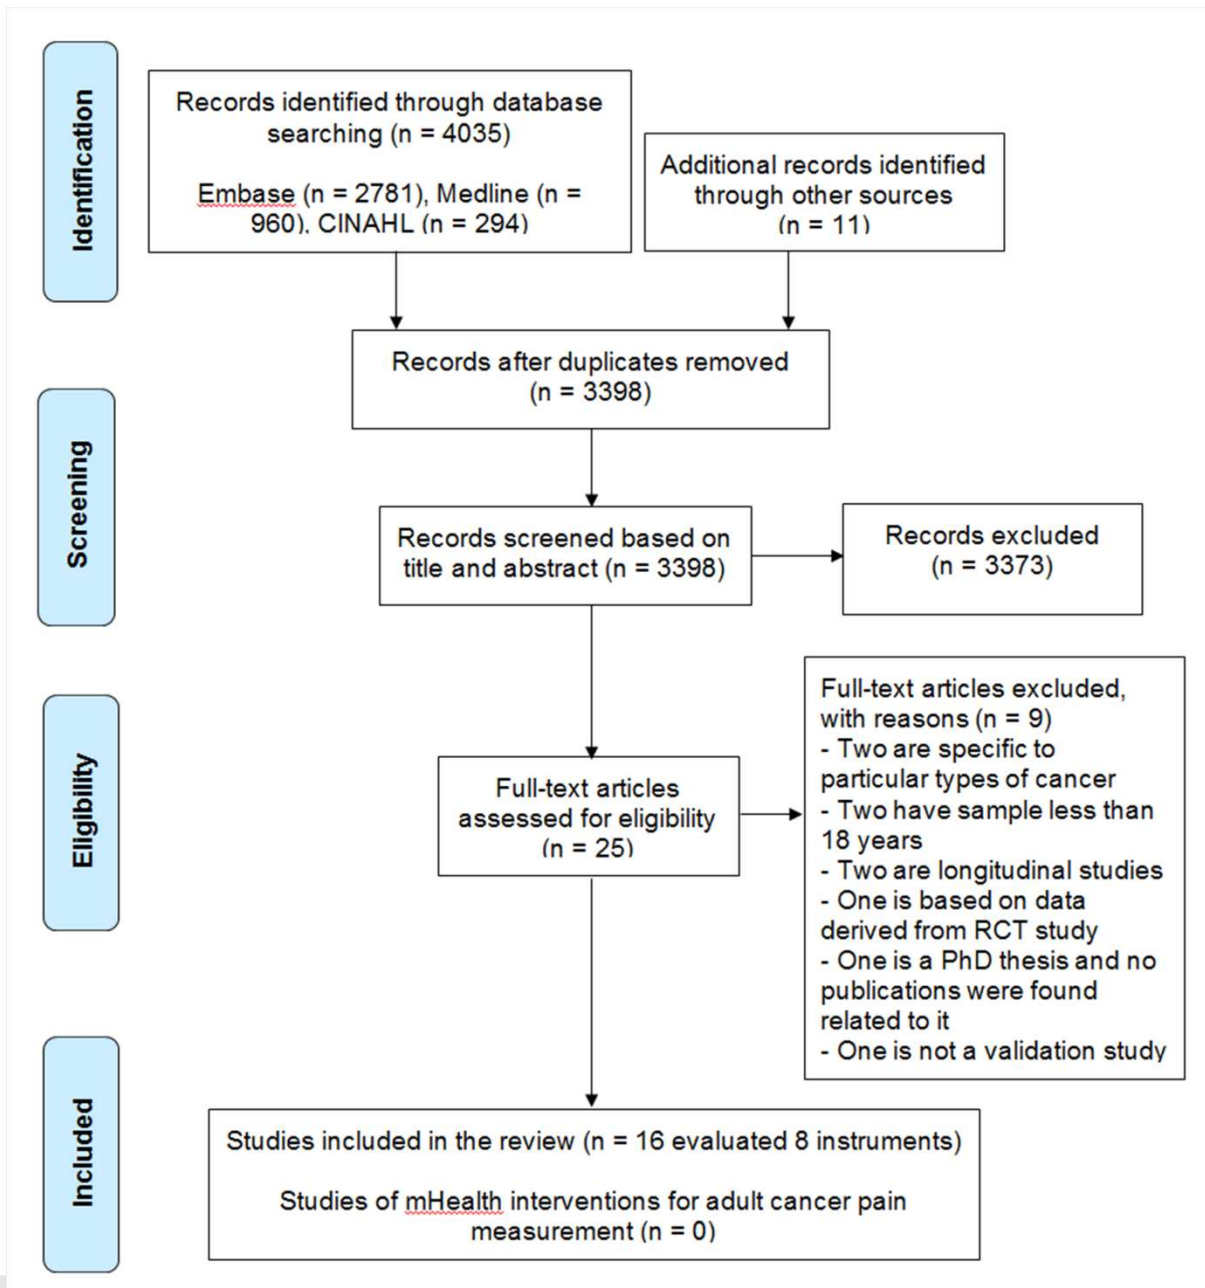 Identification
Records identified through database
searching (n = 4035)
Embase (n = 2781), Medline (n =
960), CINAHL (n = 294)
Additional records identified
through other sources
(n = 11)
Records after duplicates removed
(n = 3398)
Screening
Records screened based on
title and abstract (n = 3398)
Records excluded
(n = 3373)
Eligibility
Full-text articles
assessed for eligibility
(n = 25)
Full-text articles excluded,
with reasons (n = 9)
- Two are specific to
particular types of cancer
- Two have sample less than
18 years
- Two are longitudinal studies
- One is based on data
derived from RCT study
- One is a PhD thesis and no
publications were found
related to it
- One is not a validation study
Included
Studies included in the review (n = 16 evaluated 8 instruments)
Studies of mHealth interventions for adult cancer pain
measurement (n = 0)